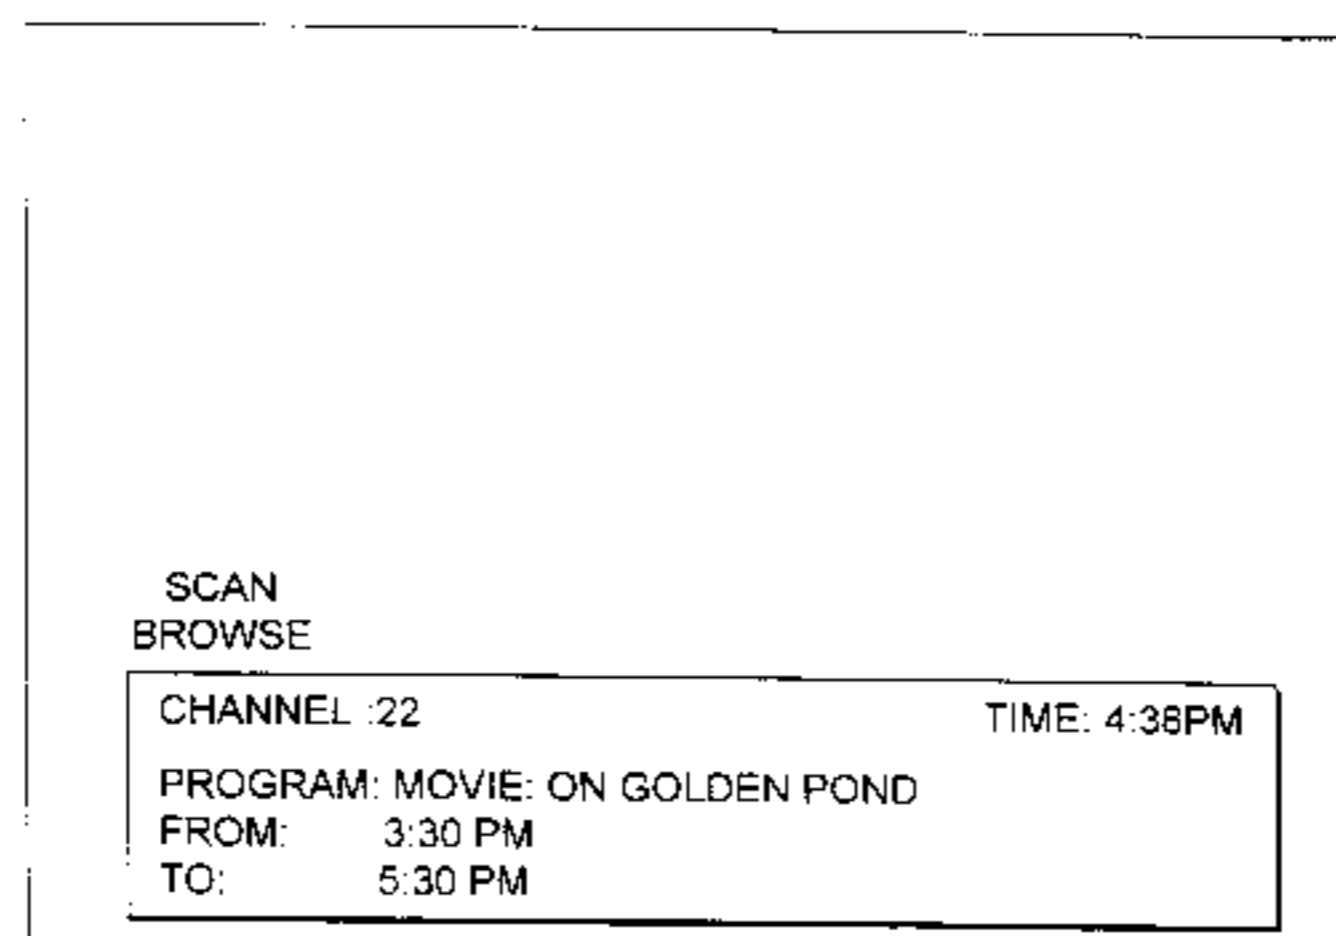 SCAN
BROWSE
CHANNEL :22 TIME: 4:38PM
PROGRAM: MOVIE: ON GOLDEN POND
FROM: 3:30 PM
TO: 5:30 PM